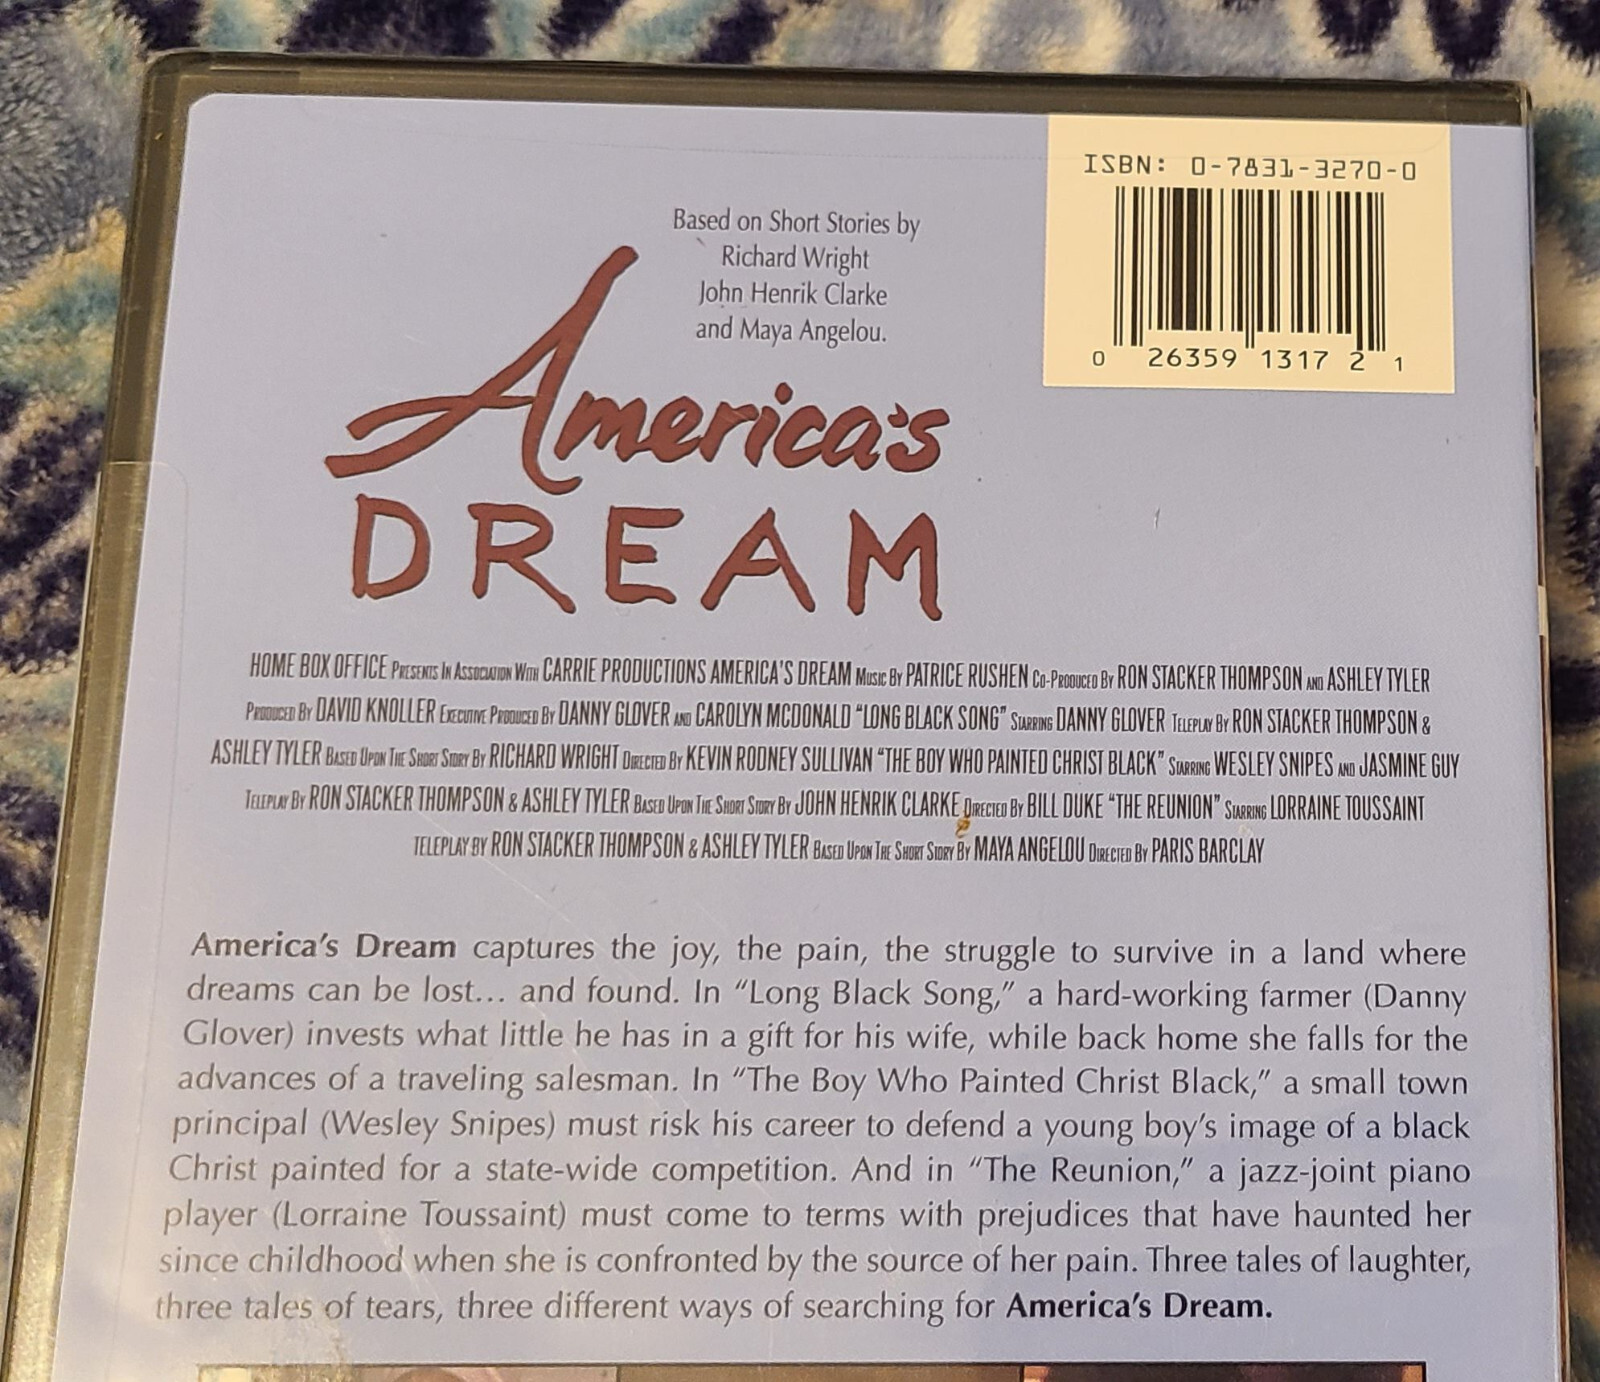 ISBN: 0-7831-3270-0
0 26359 1317 2 1
Based on Short Stories by
Richard Wright
John Henrik Clarke
and Maya Angelou.
America's
DREAM
HOME BOX OFFICE PRESENTS IN ASSOCIATION WITH CARRIE PRODUCTIONS AMERICA'S DREAM MUSIC BY PATRICE RUSHEN CO-PRODUCED BY RON STACKER THOMPSON AND ASHLEY TYLER
PRODUCED BY DAVID KNOLLER EXECUTIVE PRODUCED BY DANNY GLOVER AND CAROLYN MCDONALD “LONG BLACK SONG” STARRING DANNY GLOVER TELEPLAY BY RON STACKER THOMPSON &
ASHLEY TYLER BASED UPON THE SHORT STORY BY RICHARD WRIGHT DIRECTED BY KEVIN RODNEY SULLIVAN “THE BOY WHO PAINTED CHRIST BLACK” STARRING WESLEY SNIPES AND JASMINE GUY
TELEPLAY BY RON STACKER THOMPSON & ASHLEY TYLER BASED UPON THE SHORT STORY BY JOHN HENRIK CLARKE DIRECTED BY BILL DUKE “THE REUNION” STARRING LORRAINE TOUSSAINT
TELEPLAY BY RON STACKER THOMPSON & ASHLEY TYLER BASED UPON THE SHORT STORY BY MAYA ANGELOU DIRECTED BY PARIS BARCLAY
America's Dream captures the joy, the pain, the struggle to survive in a land where
dreams can be lost... and found. In “Long Black Song,” a hard-working farmer (Danny
Glover) invests what little he has in a gift for his wife, while back home she falls for the
advances of a traveling salesman. In “The Boy Who Painted Christ Black,” a small town
principal (Wesley Snipes) must risk his career to defend a young boy's image of a black
Christ painted for a state-wide competition. And in “The Reunion,” a jazz-joint piano
player (Lorraine Toussaint) must come to terms with prejudices that have haunted her
since childhood when she is confronted by the source of her pain. Three tales of laughter,
three tales of tears, three different ways of searching for America's Dream.